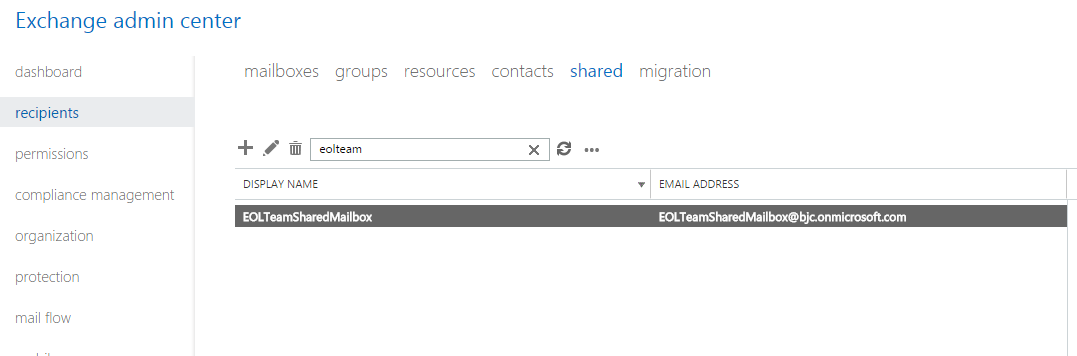 Exchange admin center
dashboard
recipients
permissions
compliance management
organization
protection
mail flow
mailboxes groups resources contacts shared migration
eolteam
DISPLAY NAME EMAIL ADDRESS
EOLTeamSharedMailbox EOLTeamSharedMailbox@bjc.onmicrosoft.com